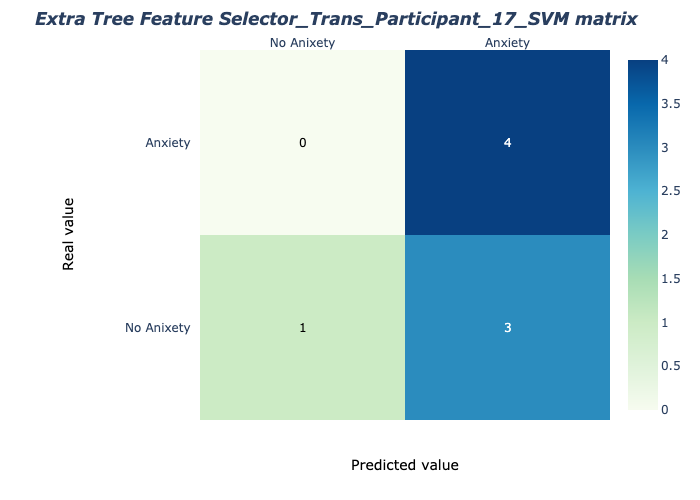 Extra Tree Feature Selector_Trans_Participant_17_SVM matrix
No Anixety Anxiety
4
3.5
3
2.5
2
1.5
1
0.5
0
Anxiety 0 4
Real value
No Anixety 1 3
Predicted value